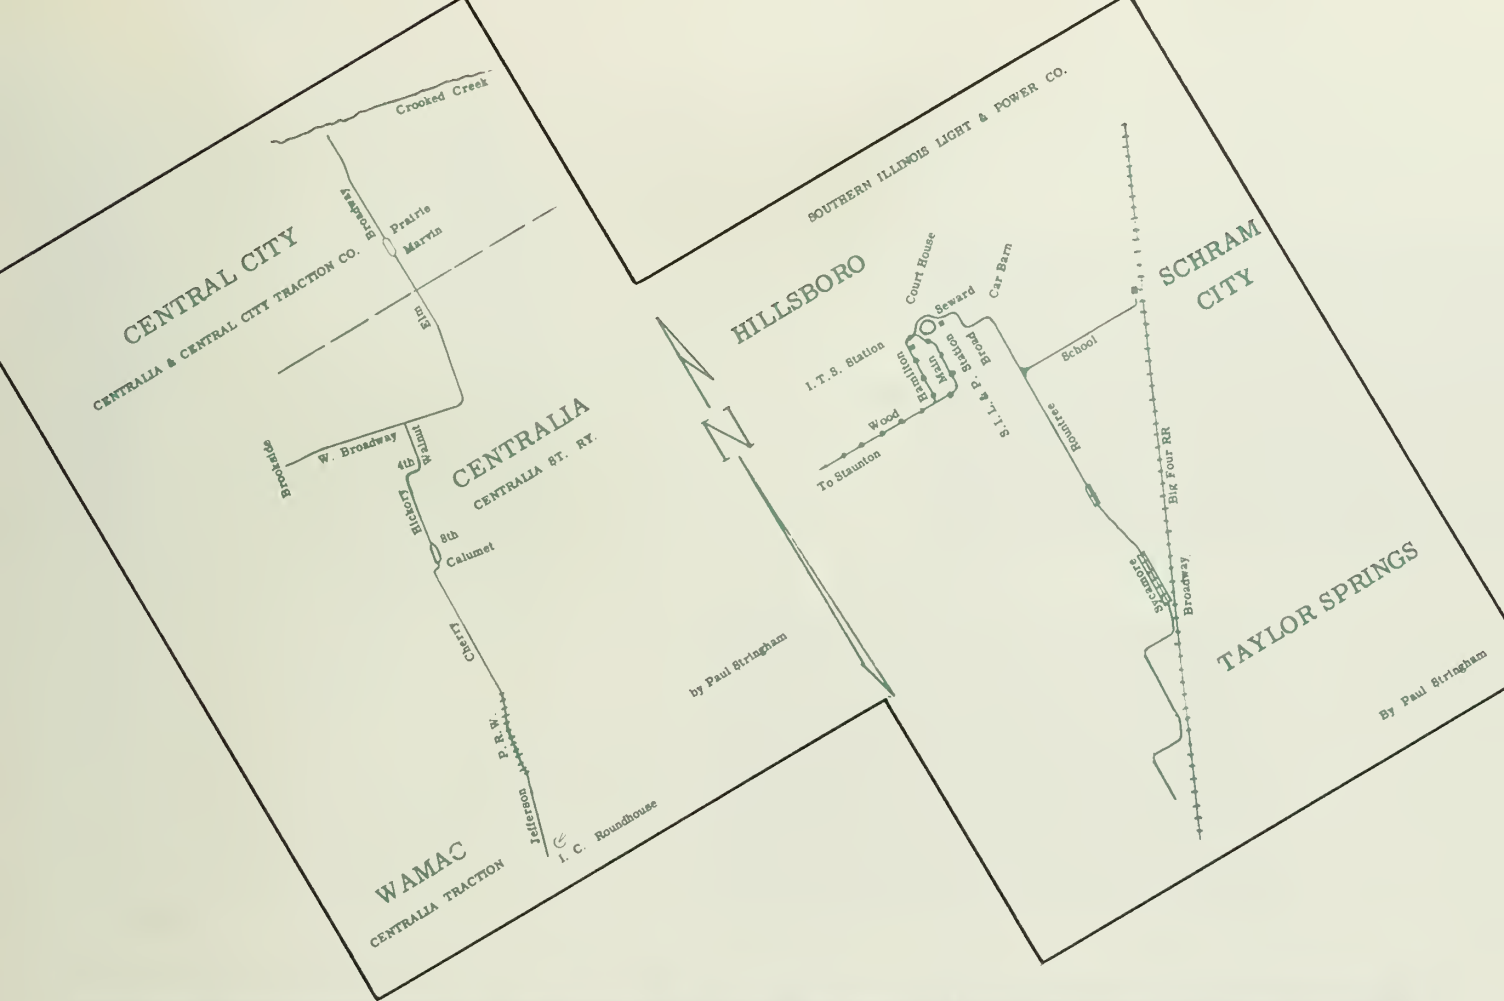 Crooked Creek
Broadway
Prairie
Marvin
CENTRAL CITY
CENTRALIA & CENTRAL CITY TRACTION CO.
Elm
Brookside
W. Broadway
Walnut
4th
Hickory
CENTRALIA
CENTRALIA ST. RY.
8th
Calumet
Cherry
P. R. W.
Jefferson
I. C. Roundhouse
WAMAC
CENTRALIA TRACTION
by Paul Stringham
N
SOUTHERN ILLINOIS LIGHT & POWER CO.
HILLSBORO
Court House
Seward
Car Barn
SCHRAM
CITY
I.T.S. Station
Hamilton
Main
S. I. L. & P. Station
Broad
School
Wood
To Staunton
Rountree
Big Four RR
Sycamore
Broadway
TAYLOR SPRINGS
By Paul Stringham